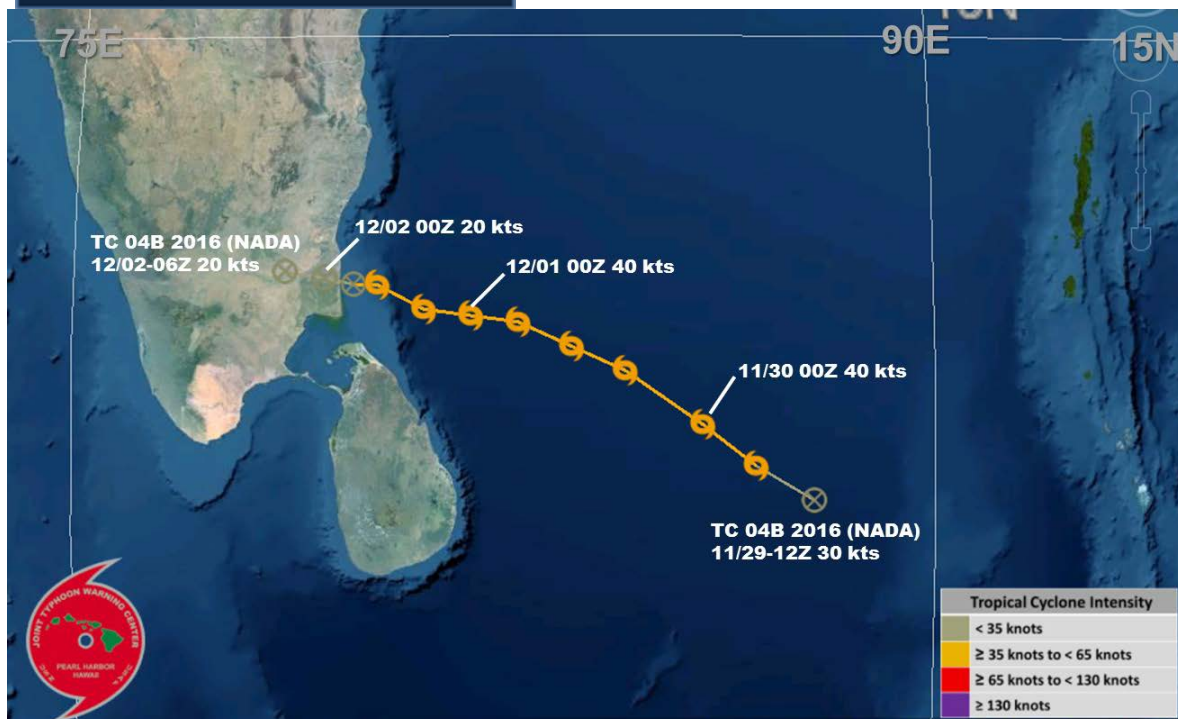 75E
90E
15N
12/02 00Z 20 kts
TC 04B 2016 (NADA)
12/02-06Z 20 kts
12/01 00Z 40 kts
11/30 00Z 40 kts
TC 04B 2016 (NADA)
11/29-12Z 30 kts
JOINT TYPHOON WARNING CENTER
PEARL HARBOR
HAWAII
Tropical Cyclone Intensity
< 35 knots
≥ 35 knots to < 65 knots
≥ 65 knots to < 130 knots
≥ 130 knots